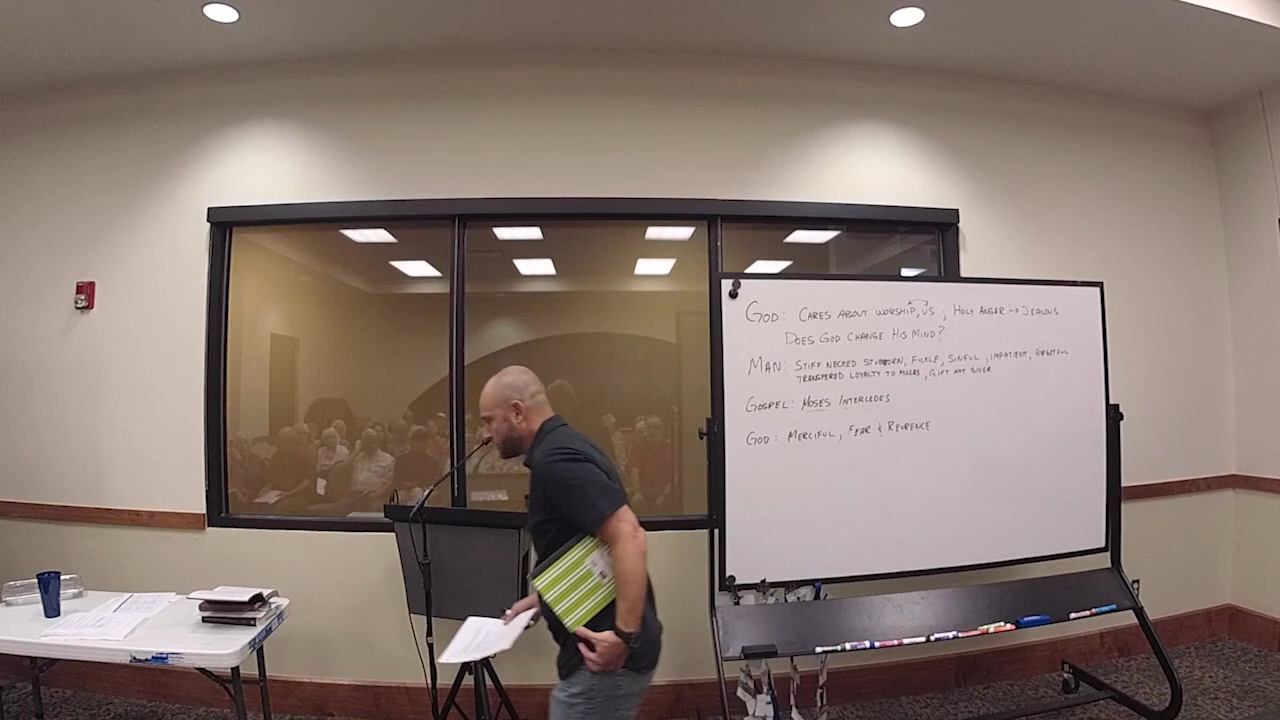 GOD: CARES ABOUT WORSHIP, US ; HOLY ANGER → JEALOUS
DOES GOD CHANGE HIS MIND?
MAN: STIFF NECKED STUBBORN, FICKLE, SINFUL, IMPATIENT, FORGETFUL
TRANSFERRED LOYALTY TO MOSES, GIFT NOT GIVER
GOSPEL: MOSES INTERCEDES
GOD: MERCIFUL, FEAR & REVRENCE